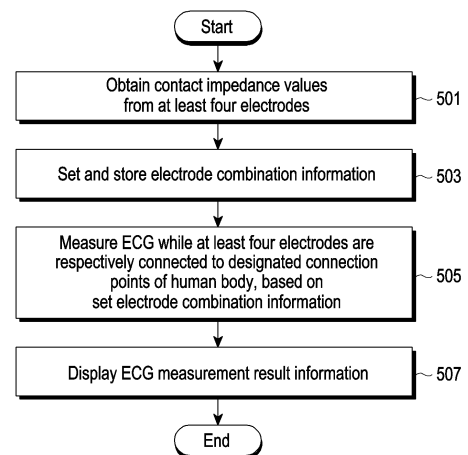 Start
Obtain contact impedance values
from at least four electrodes
501
Set and store electrode combination information
503
Measure ECG while at least four electrodes are
respectively connected to designated connection
points of human body, based on
set electrode combination information
505
Display ECG measurement result information
507
End